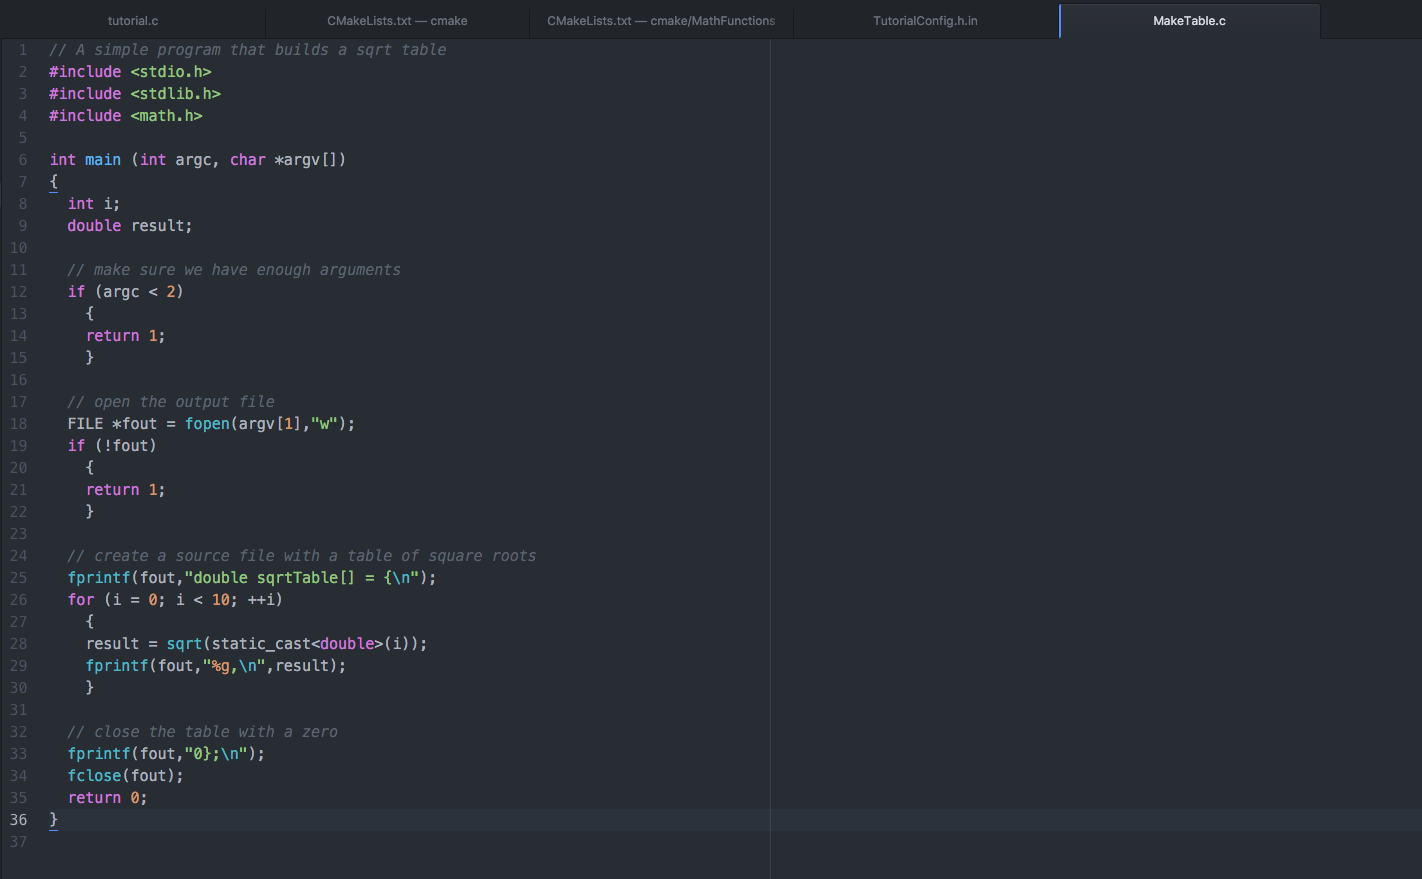 tutorial.c CMakeLists.txt — cmake CMakeLists.txt — cmake/MathFunctions TutorialConfig.h.in MakeTable.c
1 // A simple program that builds a sqrt table
2 #include <stdio.h>
3 #include <stdlib.h>
4 #include <math.h>
5
6 int main (int argc, char *argv[])
7 {
8   int i;
9   double result;
10
11   // make sure we have enough arguments
12   if (argc < 2)
13     {
14     return 1;
15     }
16
17   // open the output file
18   FILE *fout = fopen(argv[1],"w");
19   if (!fout)
20     {
21     return 1;
22     }
23
24   // create a source file with a table of square roots
25   fprintf(fout,"double sqrtTable[] = {\n");
26   for (i = 0; i < 10; ++i)
27     {
28     result = sqrt(static_cast<double>(i));
29     fprintf(fout,"%g,\n",result);
30     }
31
32   // close the table with a zero
33   fprintf(fout,"0};\n");
34   fclose(fout);
35   return 0;
36 }
37